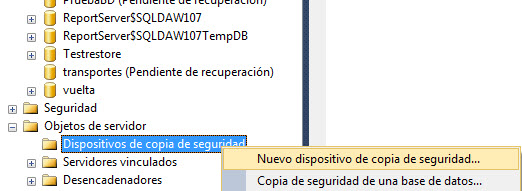 PruebaBD (Pendiente de recuperación)
ReportServer$SQLDAW107
ReportServer$SQLDAW107TempDB
Testrestore
transportes (Pendiente de recuperación)
vuelta
Seguridad
Objetos de servidor
Dispositivos de copia de seguridad
Nuevo dispositivo de copia de seguridad...
Servidores vinculados
Copia de seguridad de una base de datos...
Desencadenadores